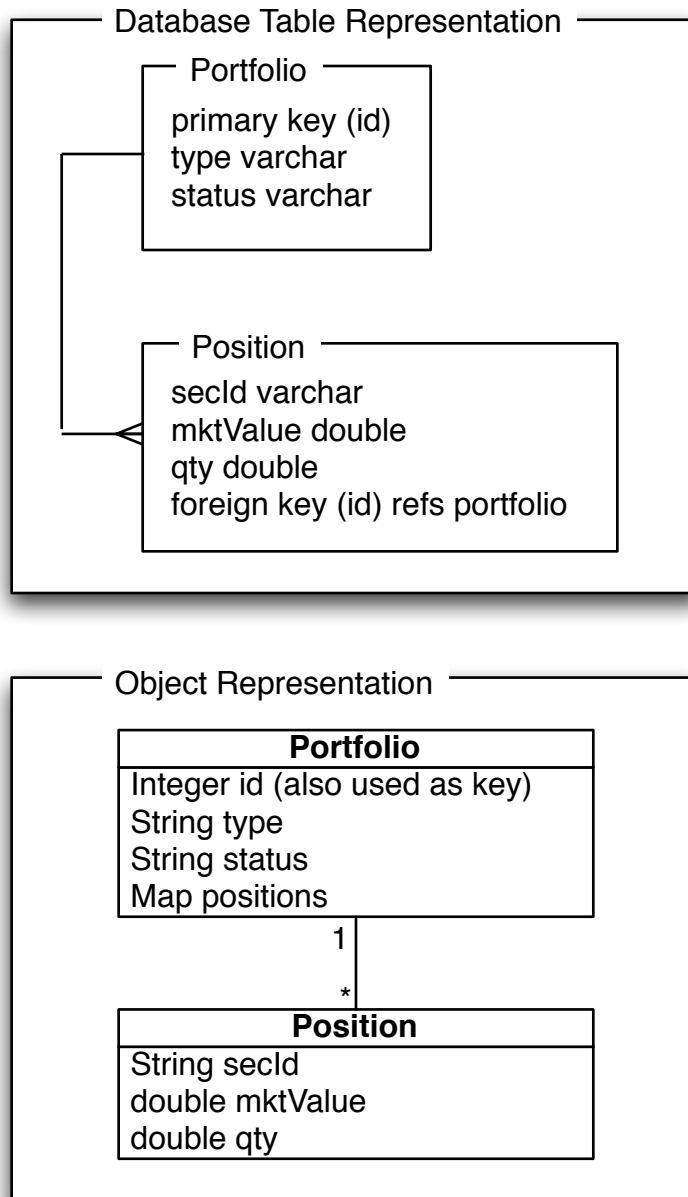 Database Table Representation
Portfolio
primary key (id)
type varchar
status varchar
Position
secId varchar
mktValue double
qty double
foreign key (id) refs portfolio
Object Representation
Portfolio
Integer id (also used as key)
String type
String status
Map positions
1
*
Position
String secId
double mktValue
double qty